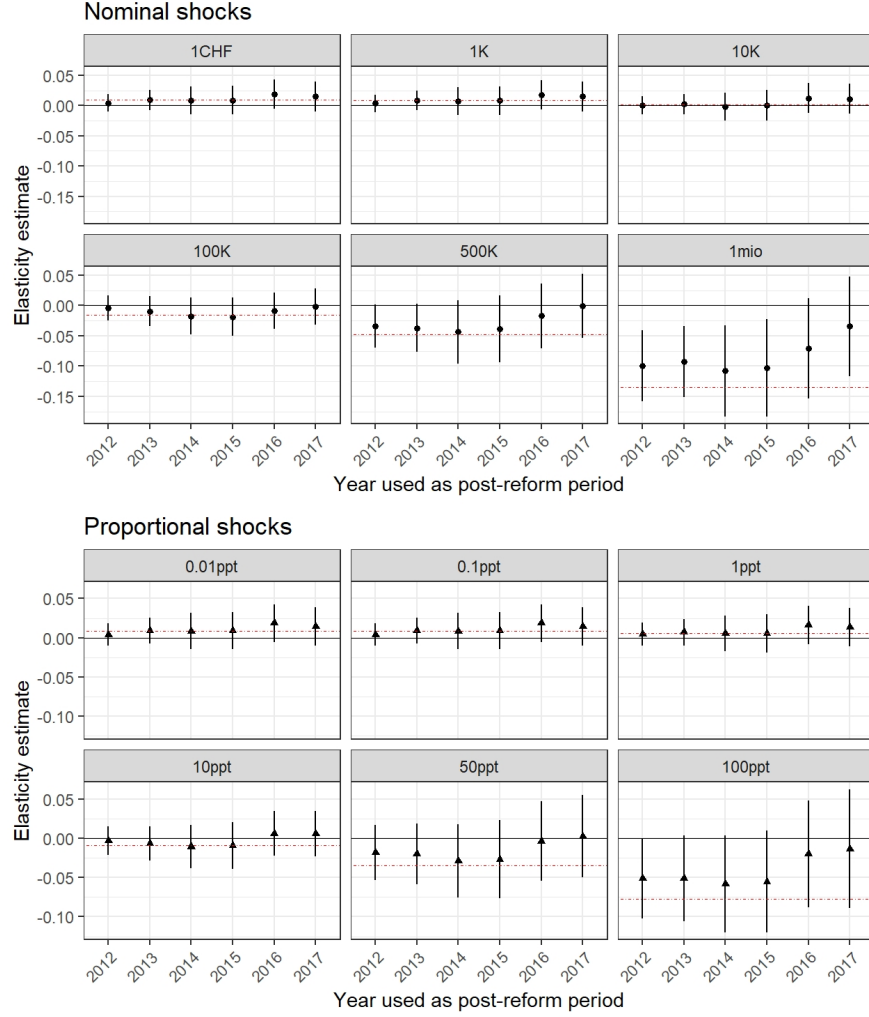 Nominal shocks
1CHF 1K 10K
0.05
0.00
-0.05
-0.10
-0.15
100K 500K 1mio
0.05
0.00
-0.05
-0.10
-0.15
Elasticity estimate
2012 2013 2014 2015 2016 2017 2012 2013 2014 2015 2016 2017 2012 2013 2014 2015 2016 2017
Year used as post-reform period
Proportional shocks
0.01ppt 0.1ppt 1ppt
0.05
0.00
-0.05
-0.10
10ppt 50ppt 100ppt
0.05
0.00
-0.05
-0.10
Elasticity estimate
2012 2013 2014 2015 2016 2017 2012 2013 2014 2015 2016 2017 2012 2013 2014 2015 2016 2017
Year used as post-reform period